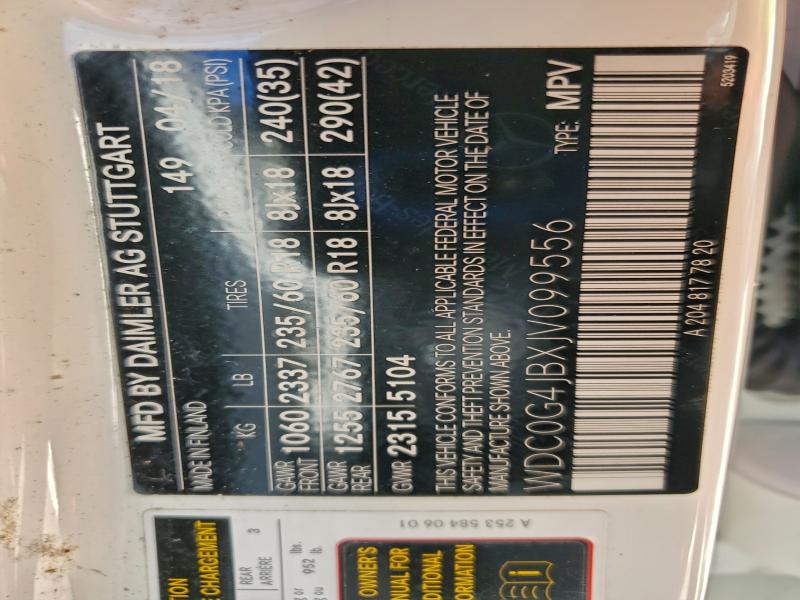 MFD BY DAIMLER AG STUTTGART
MADE IN FINLAND 149 04/18
KG LB TIRES COLD KPA (PSI)
GAWR FRONT 1060 2337 235/60 R18 8Jx18 240(35)
GAWR REAR 1255 2767 235/60 R18 8Jx18 290(42)
GVWR 2315 5104
THIS VEHICLE CONFORMS TO ALL APPLICABLE FEDERAL MOTOR VEHICLE
SAFETY AND THEFT PREVENTION STANDARDS IN EFFECT ON THE DATE OF
MANUFACTURE SHOWN ABOVE.
WDC0G4JBXJV099556 TYPE: MPV
A 204 817 78 20
5203419
TION
E CHARGEMENT
REAR
ARRIÈRE 3
lbs.
ou 952 lb.
OWNER'S
NUAL FOR
DITIONAL
ORMATION
i
A 253 584 06 01